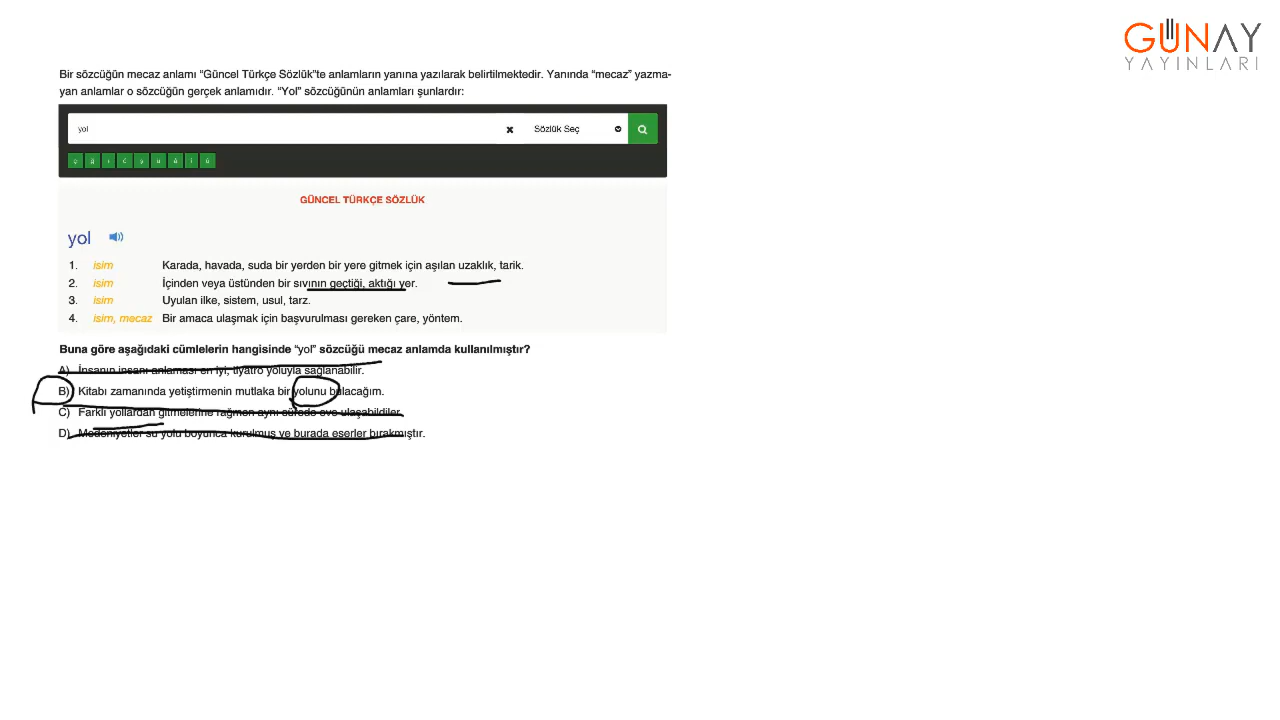 GÜNAY
YAYINLARI
Bir sözcüğün mecaz anlamı “Güncel Türkçe Sözlük”te anlamların yanına yazılarak belirtilmektedir. Yanında “mecaz” yazma-
yan anlamlar o sözcüğün gerçek anlamıdır. “Yol” sözcüğünün anlamları şunlardır:
yol
Sözlük Seç
ç ğ ı ö ş ü â î û
GÜNCEL TÜRKÇE SÖZLÜK
yol
1. isim Karada, havada, suda bir yerden bir yere gitmek için aşılan uzaklık, tarik.
2. isim İçinden veya üstünden bir sıvının geçtiği, aktığı yer.
3. isim Uyulan ilke, sistem, usul, tarz.
4. isim, mecaz Bir amaca ulaşmak için başvurulması gereken çare, yöntem.
Buna göre aşağıdaki cümlelerin hangisinde “yol” sözcüğü mecaz anlamda kullanılmıştır?
A) İnsanın insanı anlaması en iyi, tiyatro yoluyla sağlanabilir.
B) Kitabı zamanında yetiştirmenin mutlaka bir yolunu bulacağım.
C) Farklı yollardan gitmelerine rağmen aynı sürede eve ulaşabildiler.
D) Medeniyetler su yolu boyunca kurulmuş ve burada eserler bırakmıştır.